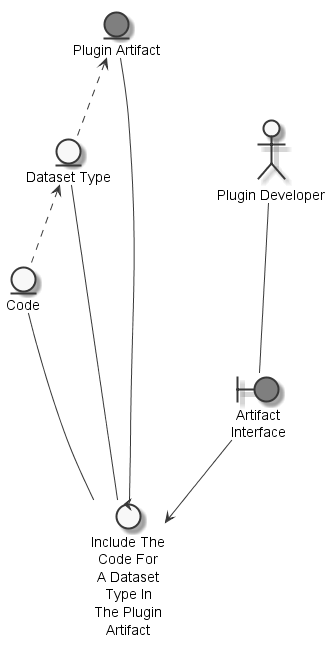 Plugin Artifact
Dataset Type
Plugin Developer
Code
Artifact
Interface
Include The
Code For
A Dataset
Type In
The Plugin
Artifact